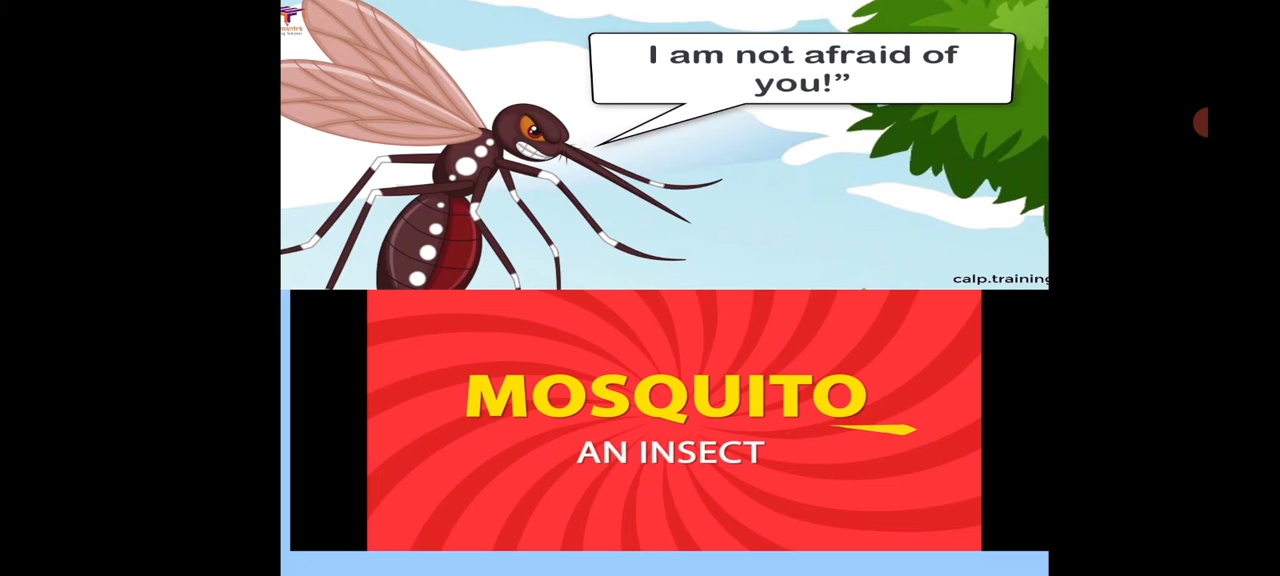 I am not afraid of
you!”
calp.training
MOSQUITO
AN INSECT